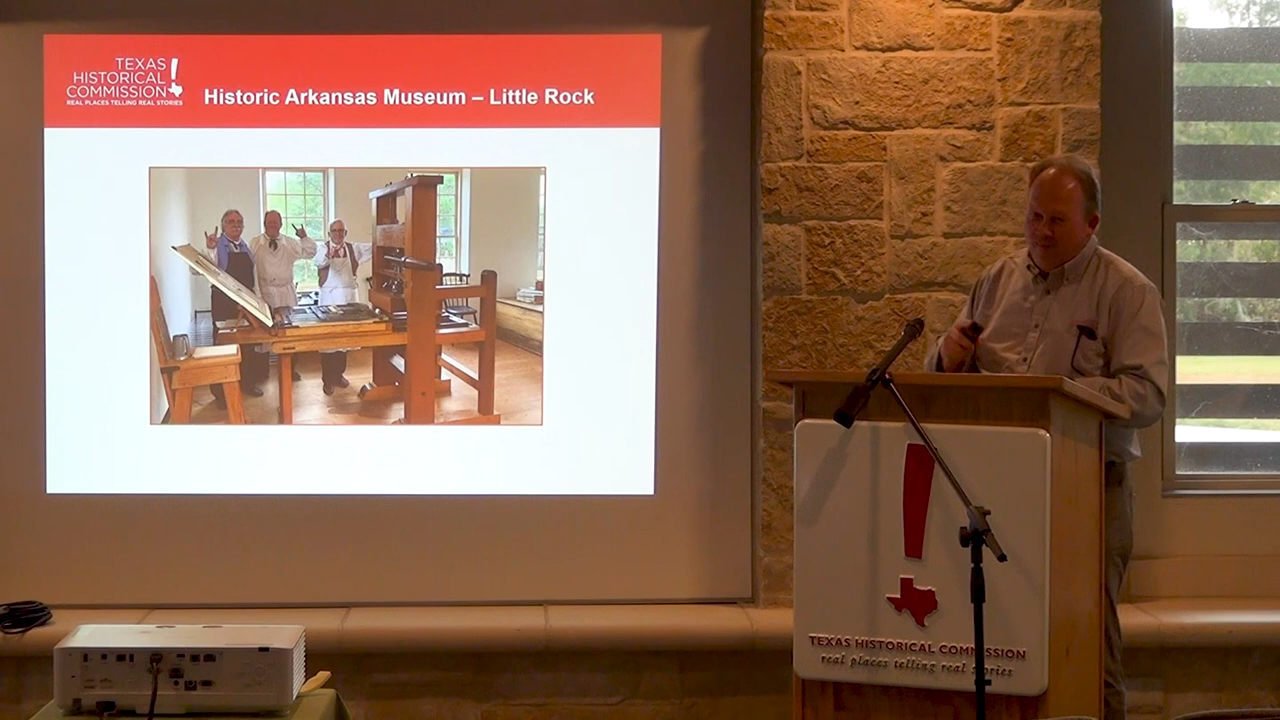 TEXAS
HISTORICAL
COMMISSION
REAL PLACES TELLING REAL STORIES
Historic Arkansas Museum – Little Rock
TEXAS HISTORICAL COMMISSION
real places telling real stories